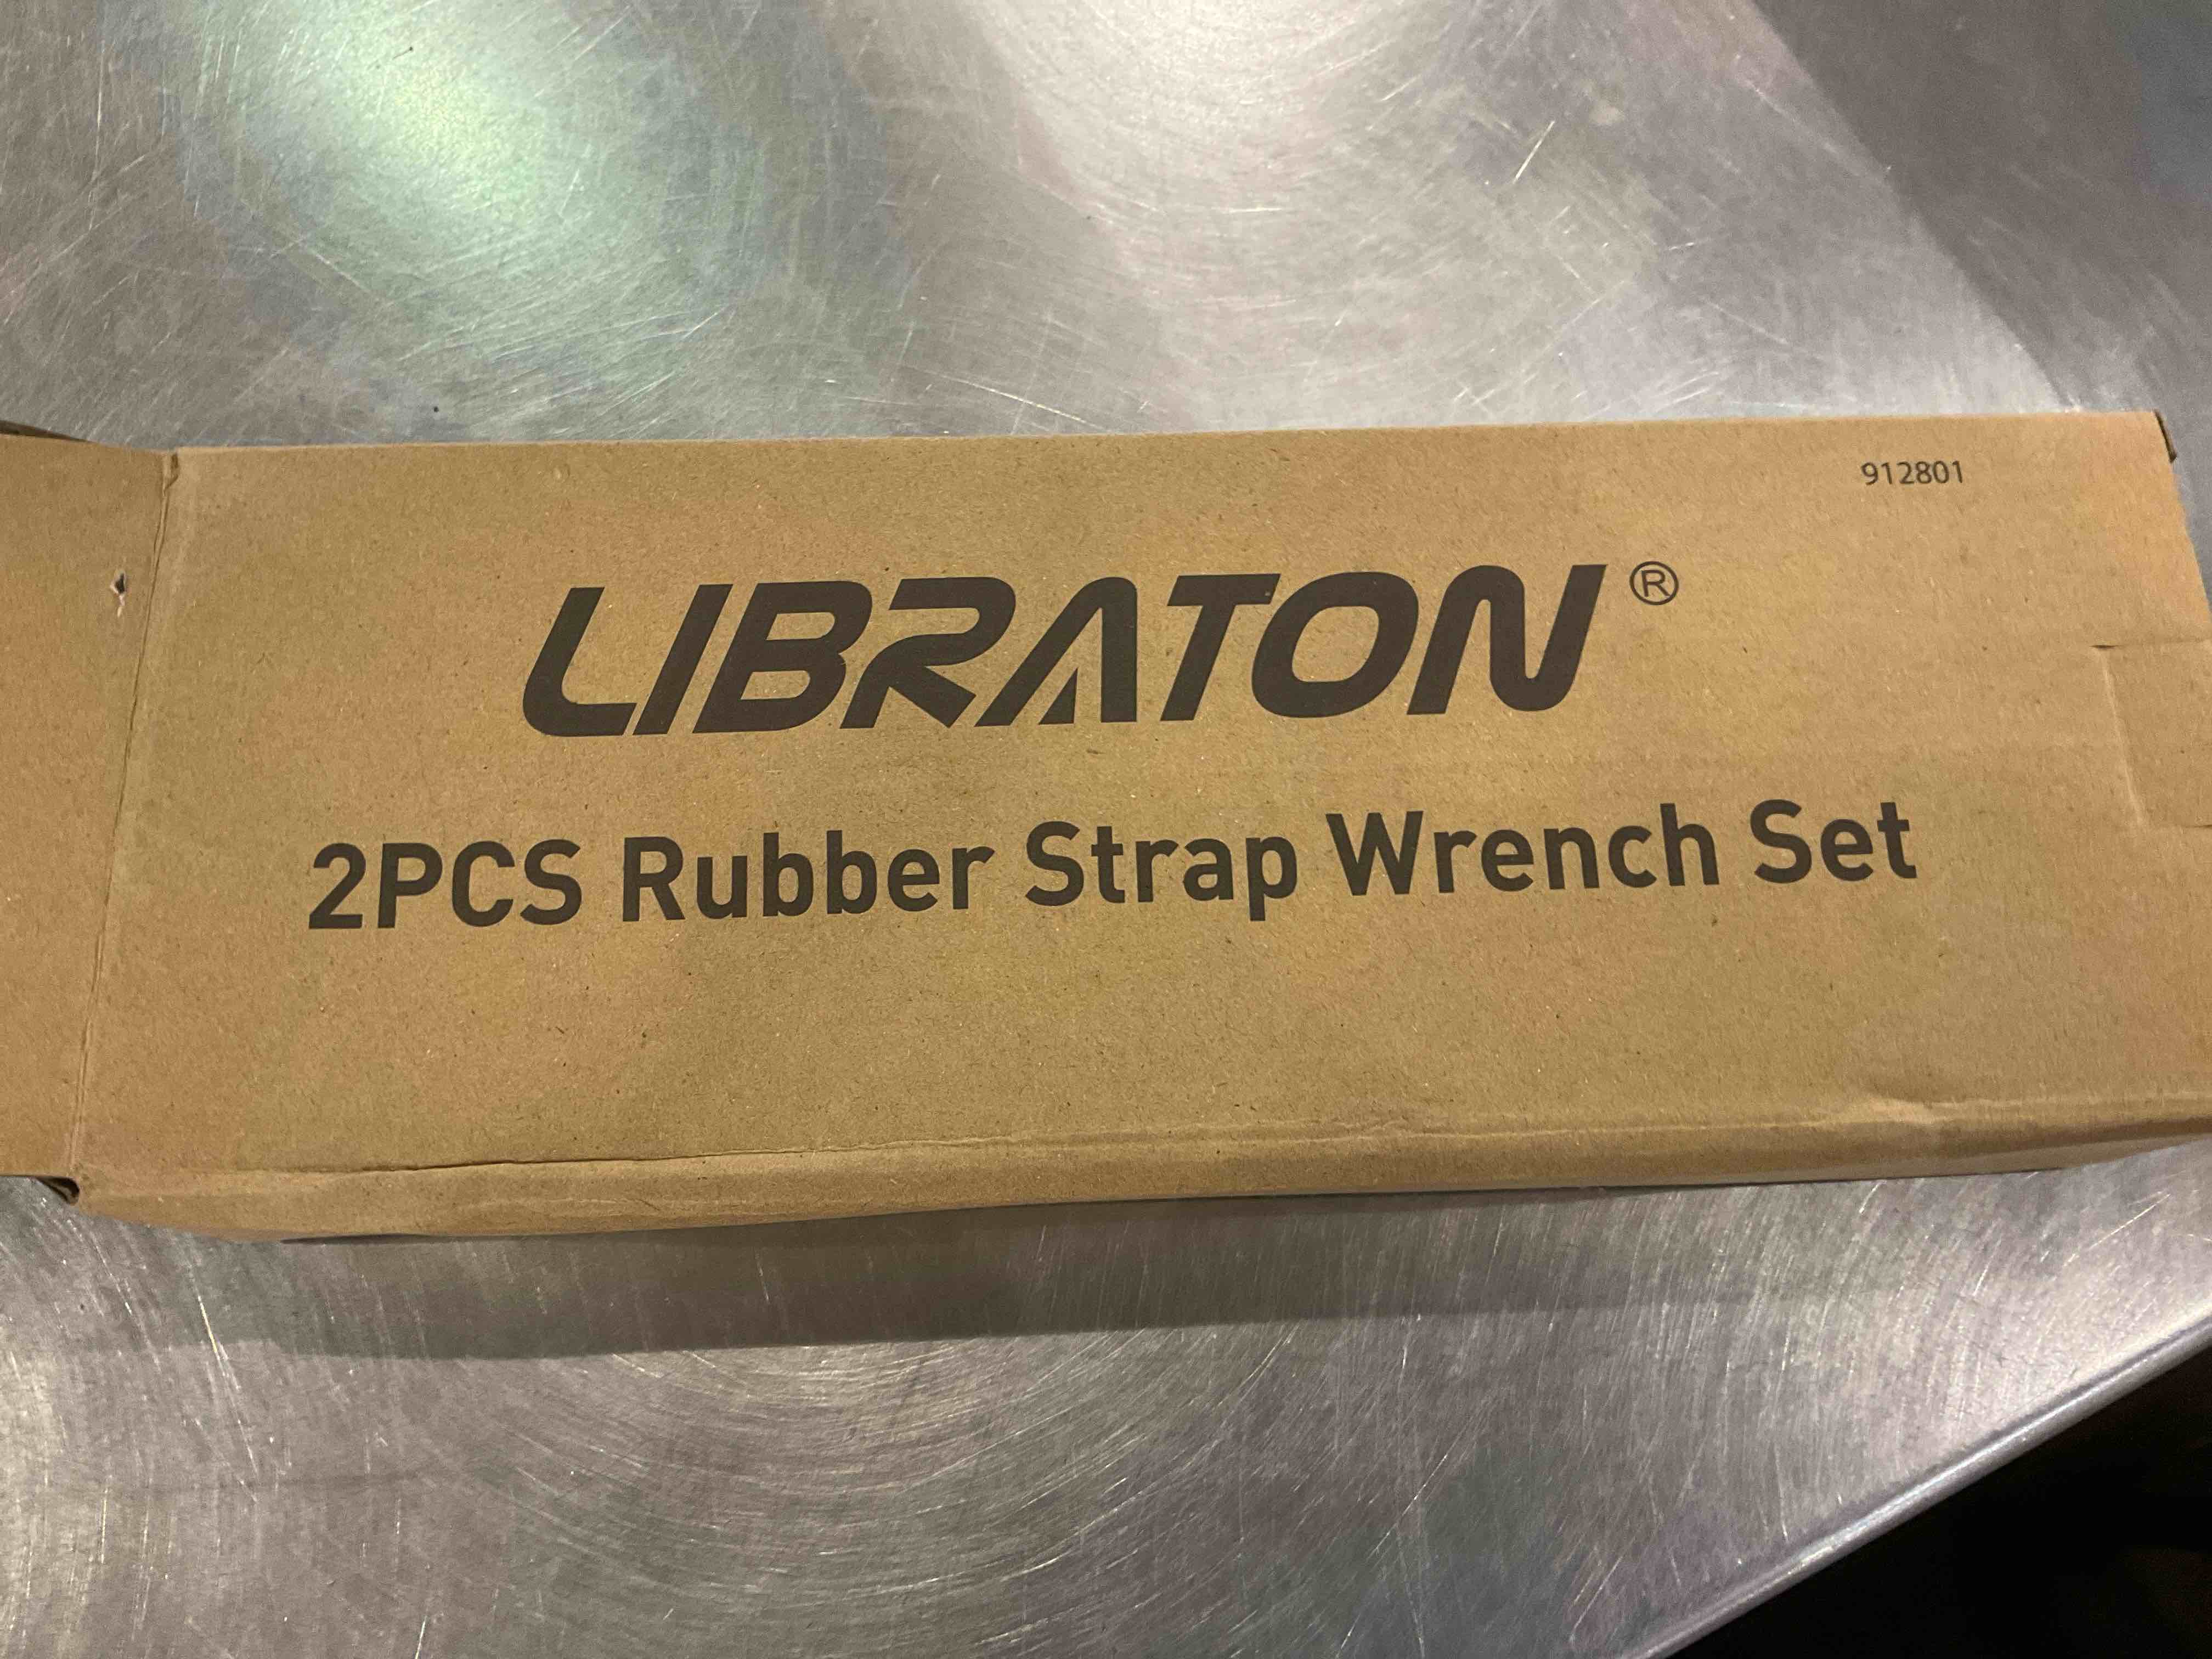 912801
LIBRATON®
2PCS Rubber Strap Wrench Set